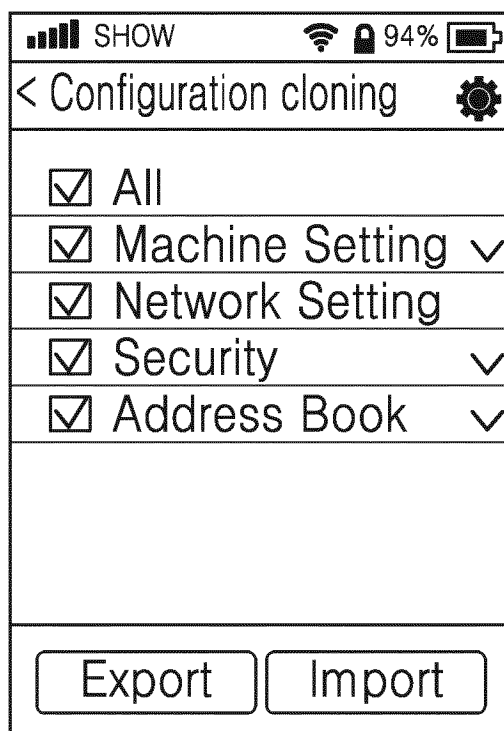 SHOW 94%
< Configuration cloning
All
Machine Setting
Network Setting
Security
Address Book
Export Import